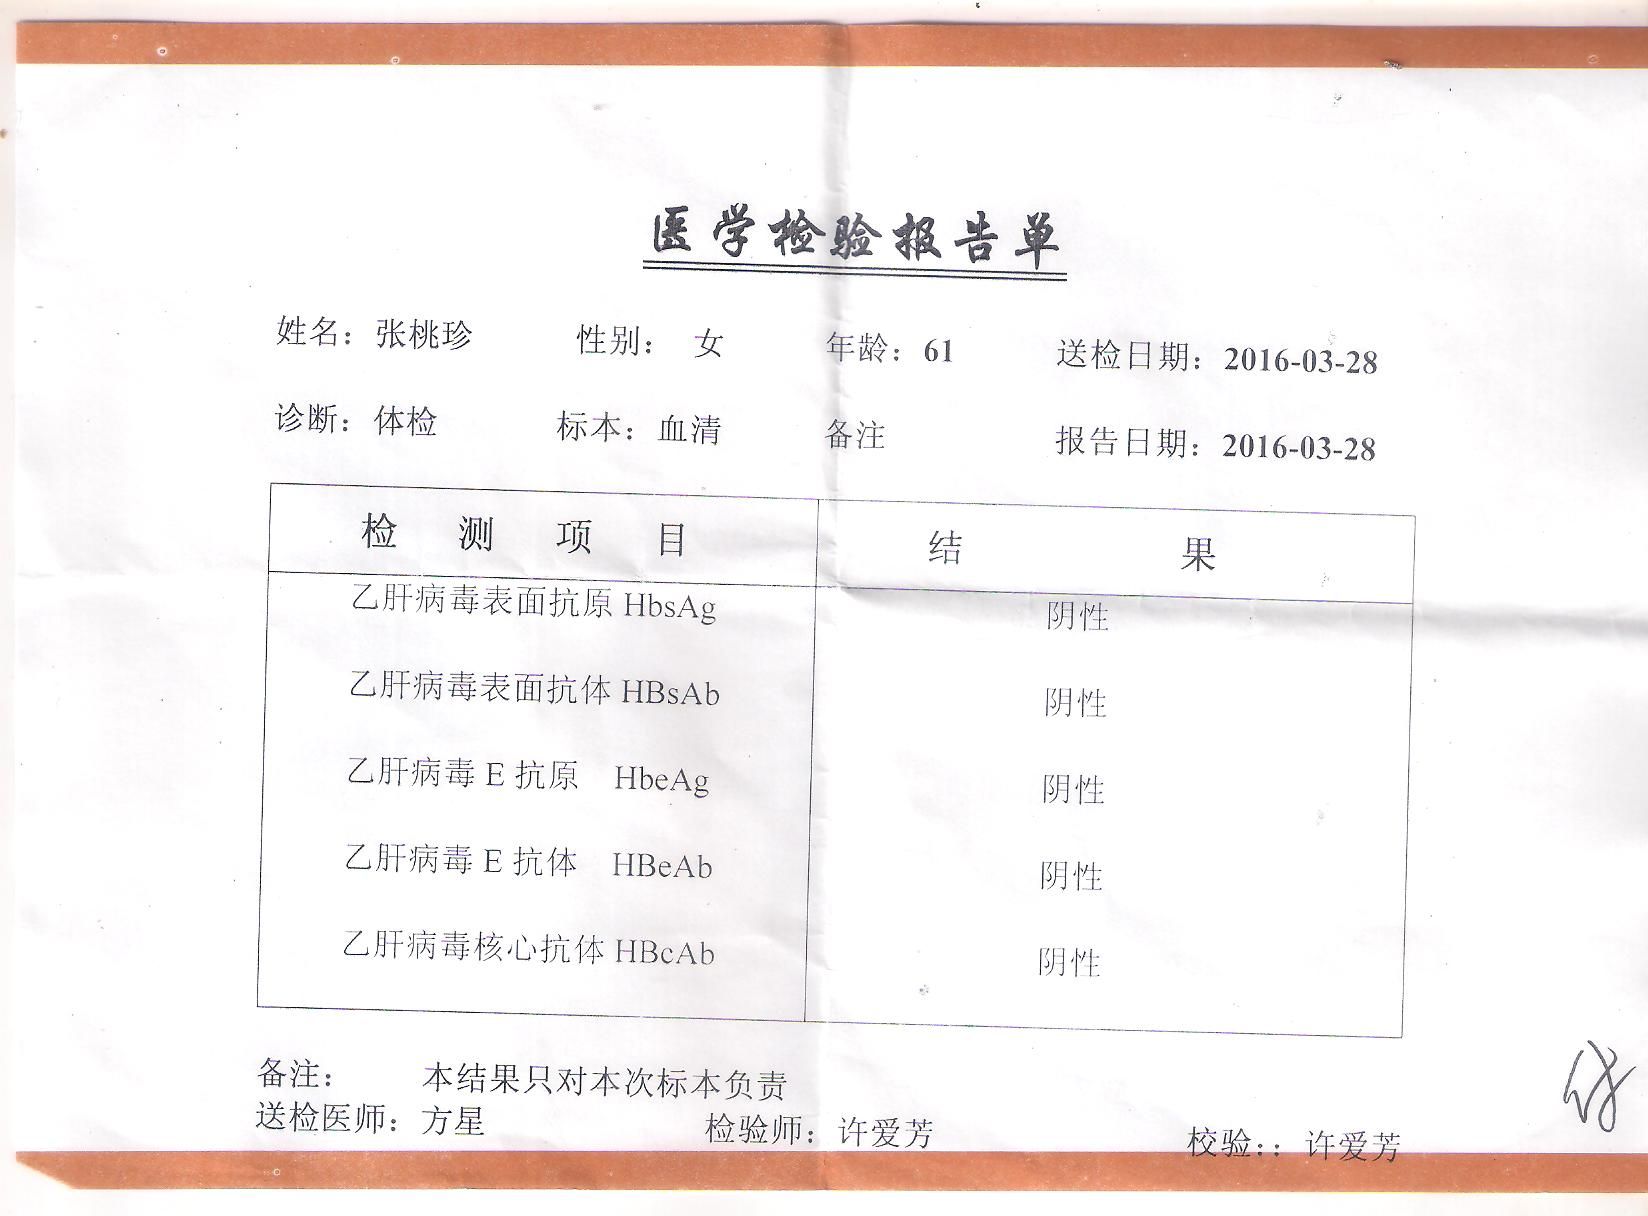 医学检验报告单
姓名：张桃珍 性别： 女 年龄：61 送检日期：2016-03-28
诊断：体检 标本：血清 备注 报告日期：2016-03-28
检 测 项 目 结 果
乙肝病毒表面抗原 HbsAg 阴性
乙肝病毒表面抗体 HBsAb 阴性
乙肝病毒 E 抗原 HbeAg 阴性
乙肝病毒 E 抗体 HBeAb 阴性
乙肝病毒核心抗体 HBcAb 阴性
备注： 本结果只对本次标本负责
送检医师：方星 检验师：许爱芳 校验:：许爱芳